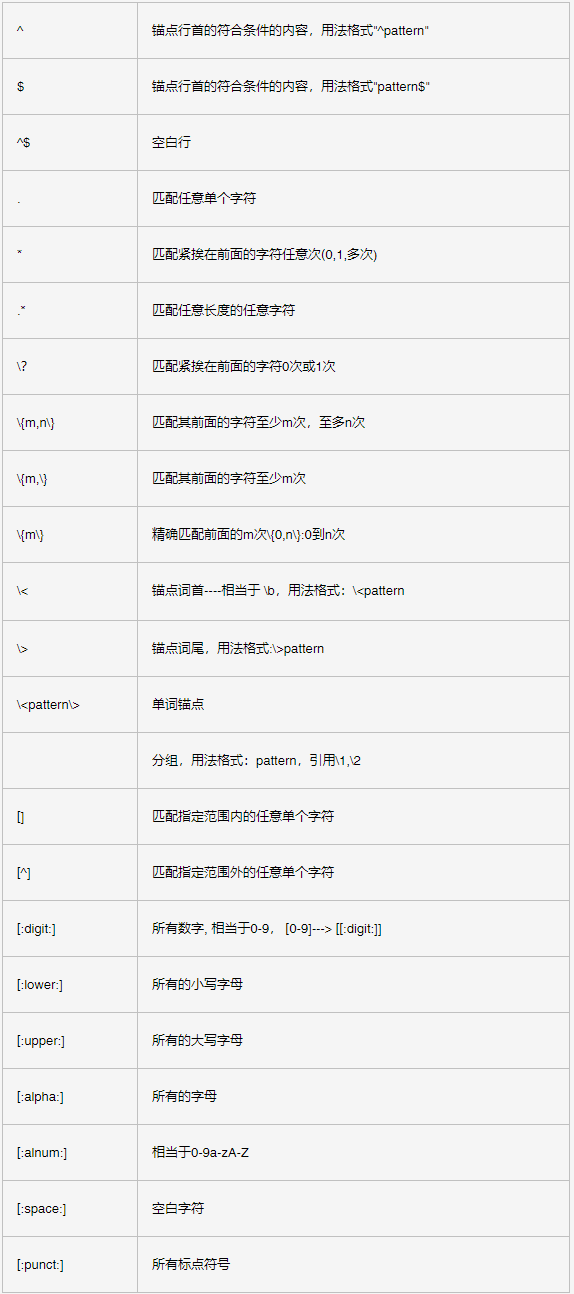 ^ 锚点行首的符合条件的内容，用法格式"^pattern"
$ 锚点行首的符合条件的内容，用法格式"pattern$"
^$ 空白行
. 匹配任意单个字符
* 匹配紧挨在前面的字符任意次(0,1,多次)
.* 匹配任意长度的任意字符
\? 匹配紧挨在前面的字符0次或1次
\{m,n\} 匹配其前面的字符至少m次，至多n次
\{m,\} 匹配其前面的字符至少m次
\{m\} 精确匹配前面的m次\{0,n\}:0到n次
\< 锚点词首----相当于 \b，用法格式：\<pattern
\> 锚点词尾，用法格式:\>pattern
\<pattern\> 单词锚点
分组，用法格式：pattern，引用\1,\2
[] 匹配指定范围内的任意单个字符
[^] 匹配指定范围外的任意单个字符
[:digit:] 所有数字, 相当于0-9， [0-9]---> [[:digit:]]
[:lower:] 所有的小写字母
[:upper:] 所有的大写字母
[:alpha:] 所有的字母
[:alnum:] 相当于0-9a-zA-Z
[:space:] 空白字符
[:punct:] 所有标点符号